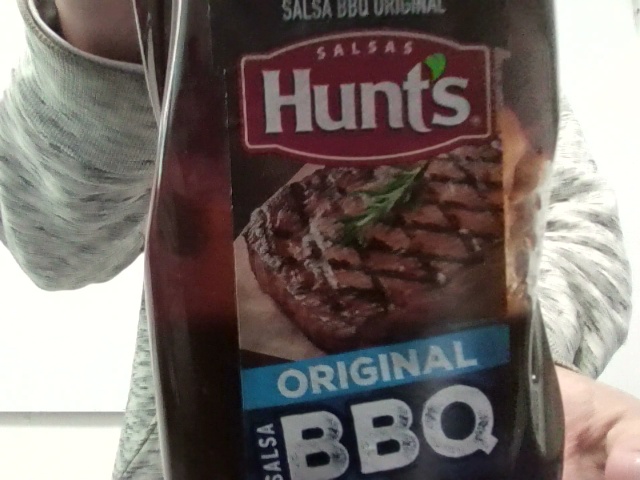 SALSA BBQ ORIGINAL
SALSAS
Hunt's
ORIGINAL
SALSA
BBQ